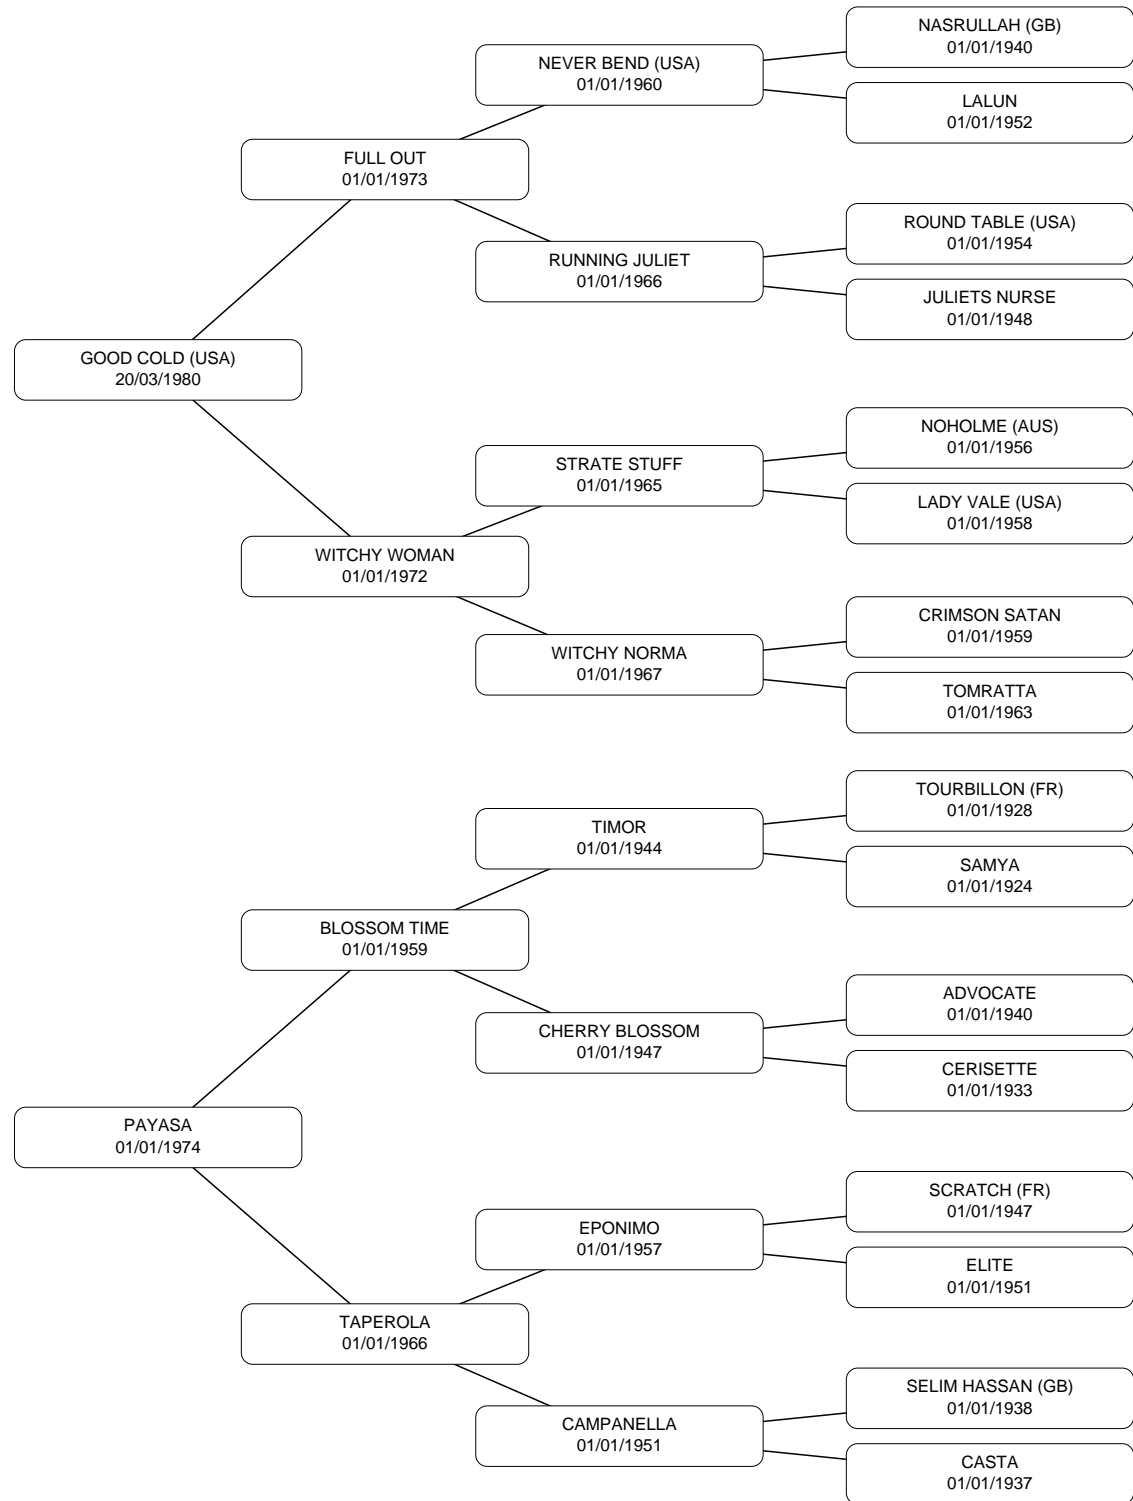 NASRULLAH (GB)
01/01/1940
NEVER BEND (USA)
01/01/1960
LALUN
01/01/1952
FULL OUT
01/01/1973
ROUND TABLE (USA)
01/01/1954
RUNNING JULIET
01/01/1966
JULIETS NURSE
01/01/1948
GOOD COLD (USA)
20/03/1980
NOHOLME (AUS)
01/01/1956
STRATE STUFF
01/01/1965
LADY VALE (USA)
01/01/1958
WITCHY WOMAN
01/01/1972
CRIMSON SATAN
01/01/1959
WITCHY NORMA
01/01/1967
TOMRATTA
01/01/1963
TOURBILLON (FR)
01/01/1928
TIMOR
01/01/1944
SAMYA
01/01/1924
BLOSSOM TIME
01/01/1959
ADVOCATE
01/01/1940
CHERRY BLOSSOM
01/01/1947
CERISETTE
01/01/1933
PAYASA
01/01/1974
SCRATCH (FR)
01/01/1947
EPONIMO
01/01/1957
ELITE
01/01/1951
TAPEROLA
01/01/1966
SELIM HASSAN (GB)
01/01/1938
CAMPANELLA
01/01/1951
CASTA
01/01/1937